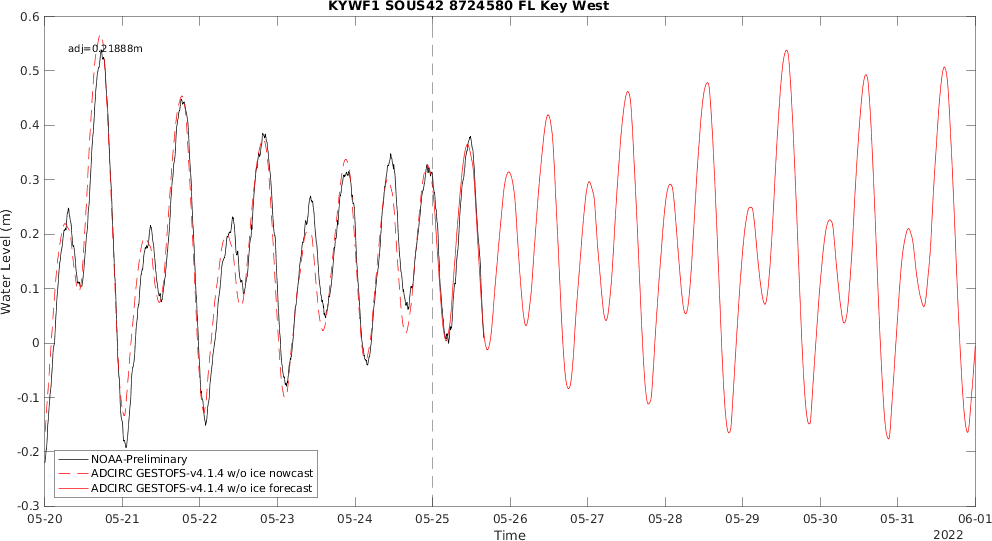 KYWF1 SOUS42 8724580 FL Key West
adj=0.21888m
0.6
0.5
0.4
0.3
0.2
0.1
0
-0.1
-0.2
-0.3
Water Level (m)
NOAA-Preliminary
ADCIRC GESTOFS-v4.1.4 w/o ice nowcast
ADCIRC GESTOFS-v4.1.4 w/o ice forecast
05-20 05-21 05-22 05-23 05-24 05-25 05-26 05-27 05-28 05-29 05-30 05-31 06-01
Time
2022